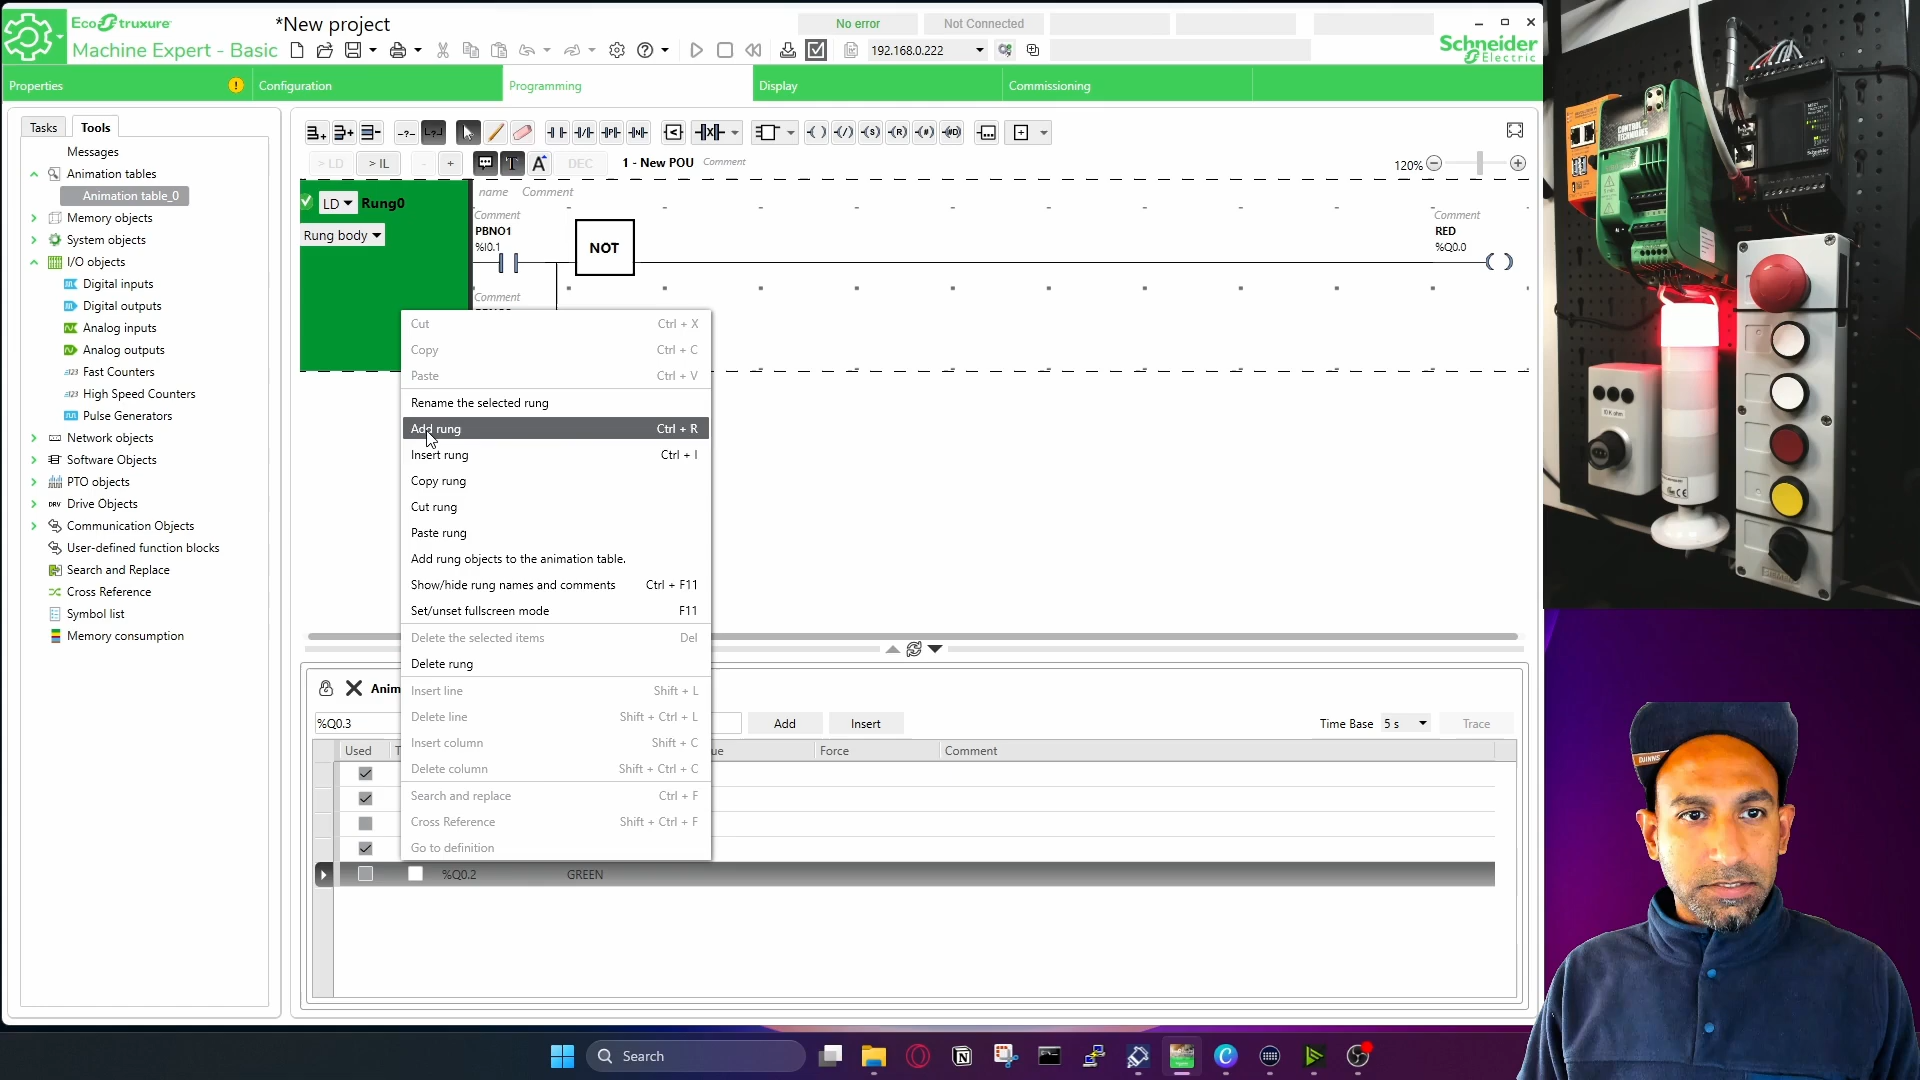 EcoStruxure
Machine Expert - Basic
*New project
No error
Not Connected
192.168.0.222
Schneider
Electric
Properties
Configuration
Programming
Display
Commissioning
Tasks
Tools
Messages
Animation tables
Animation table_0
Memory objects
System objects
I/O objects
Digital inputs
Digital outputs
Analog inputs
Analog outputs
Fast Counters
High Speed Counters
Pulse Generators
Network objects
Software Objects
PTO objects
Drive Objects
Communication Objects
User-defined function blocks
Search and Replace
Cross Reference
Symbol list
Memory consumption
> LD
> IL
-
+
DEC
1 - New POU
Comment
120%
LD
Rung0
name
Comment
Rung body
Comment
PBNO1
%I0.1
NOT
Comment
RED
%Q0.0
Comment
Cut Ctrl + X
Copy Ctrl + C
Paste Ctrl + V
Rename the selected rung
Add rung Ctrl + R
Insert rung Ctrl + I
Copy rung
Cut rung
Paste rung
Add rung objects to the animation table.
Show/hide rung names and comments Ctrl + F11
Set/unset fullscreen mode F11
Delete the selected items Del
Delete rung
Insert line Shift + L
Delete line Shift + Ctrl + L
Insert column Shift + C
Delete column Shift + Ctrl + C
Search and replace Ctrl + F
Cross Reference Shift + Ctrl + F
Go to definition
Anim
%Q0.3
Add
Insert
Time Base
5 s
Trace
Used
T
ue
Force
Comment
%Q0.2
GREEN
Search
CONTROL
TECHNIQUES
10 K ohm
DJINNS